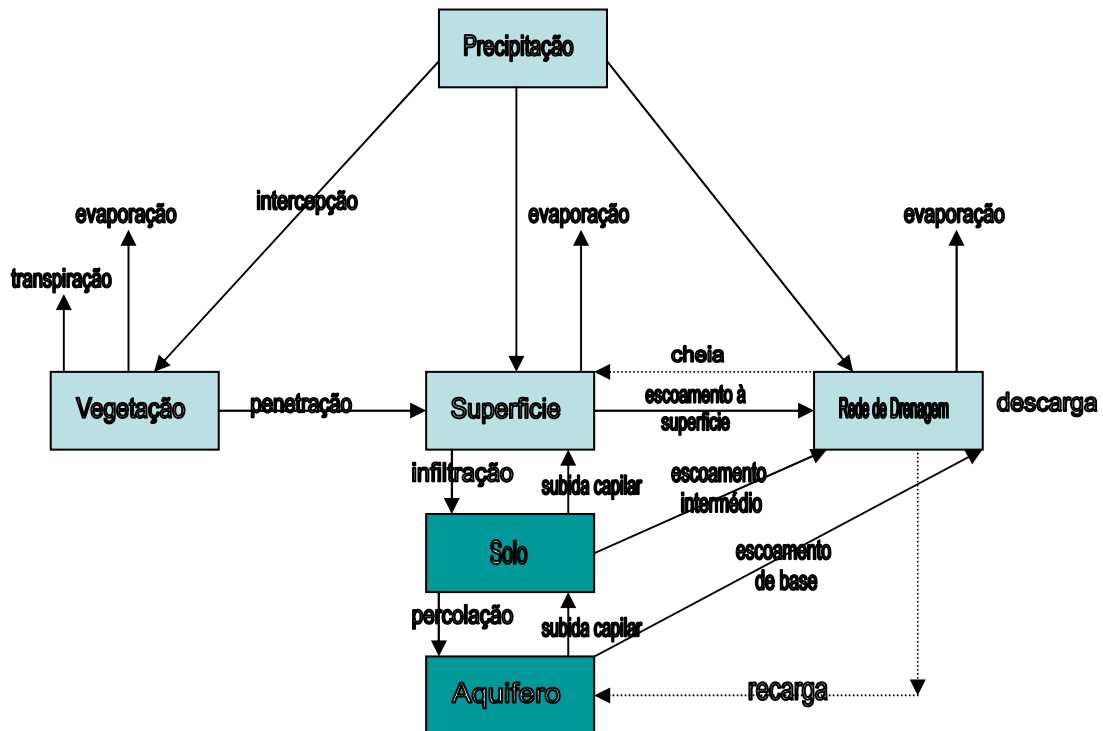 Precipitação
intercepção
evaporação
evaporação
evaporação
transpiração
cheia
Vegetação
penetração
Superficie
escoamento à
superficie
Rede de Drenagem
descarga
infiltração
subida capilar
escoamento
intermédio
Solo
escoamento
de base
percolação
subida capilar
Aquifero
recarga